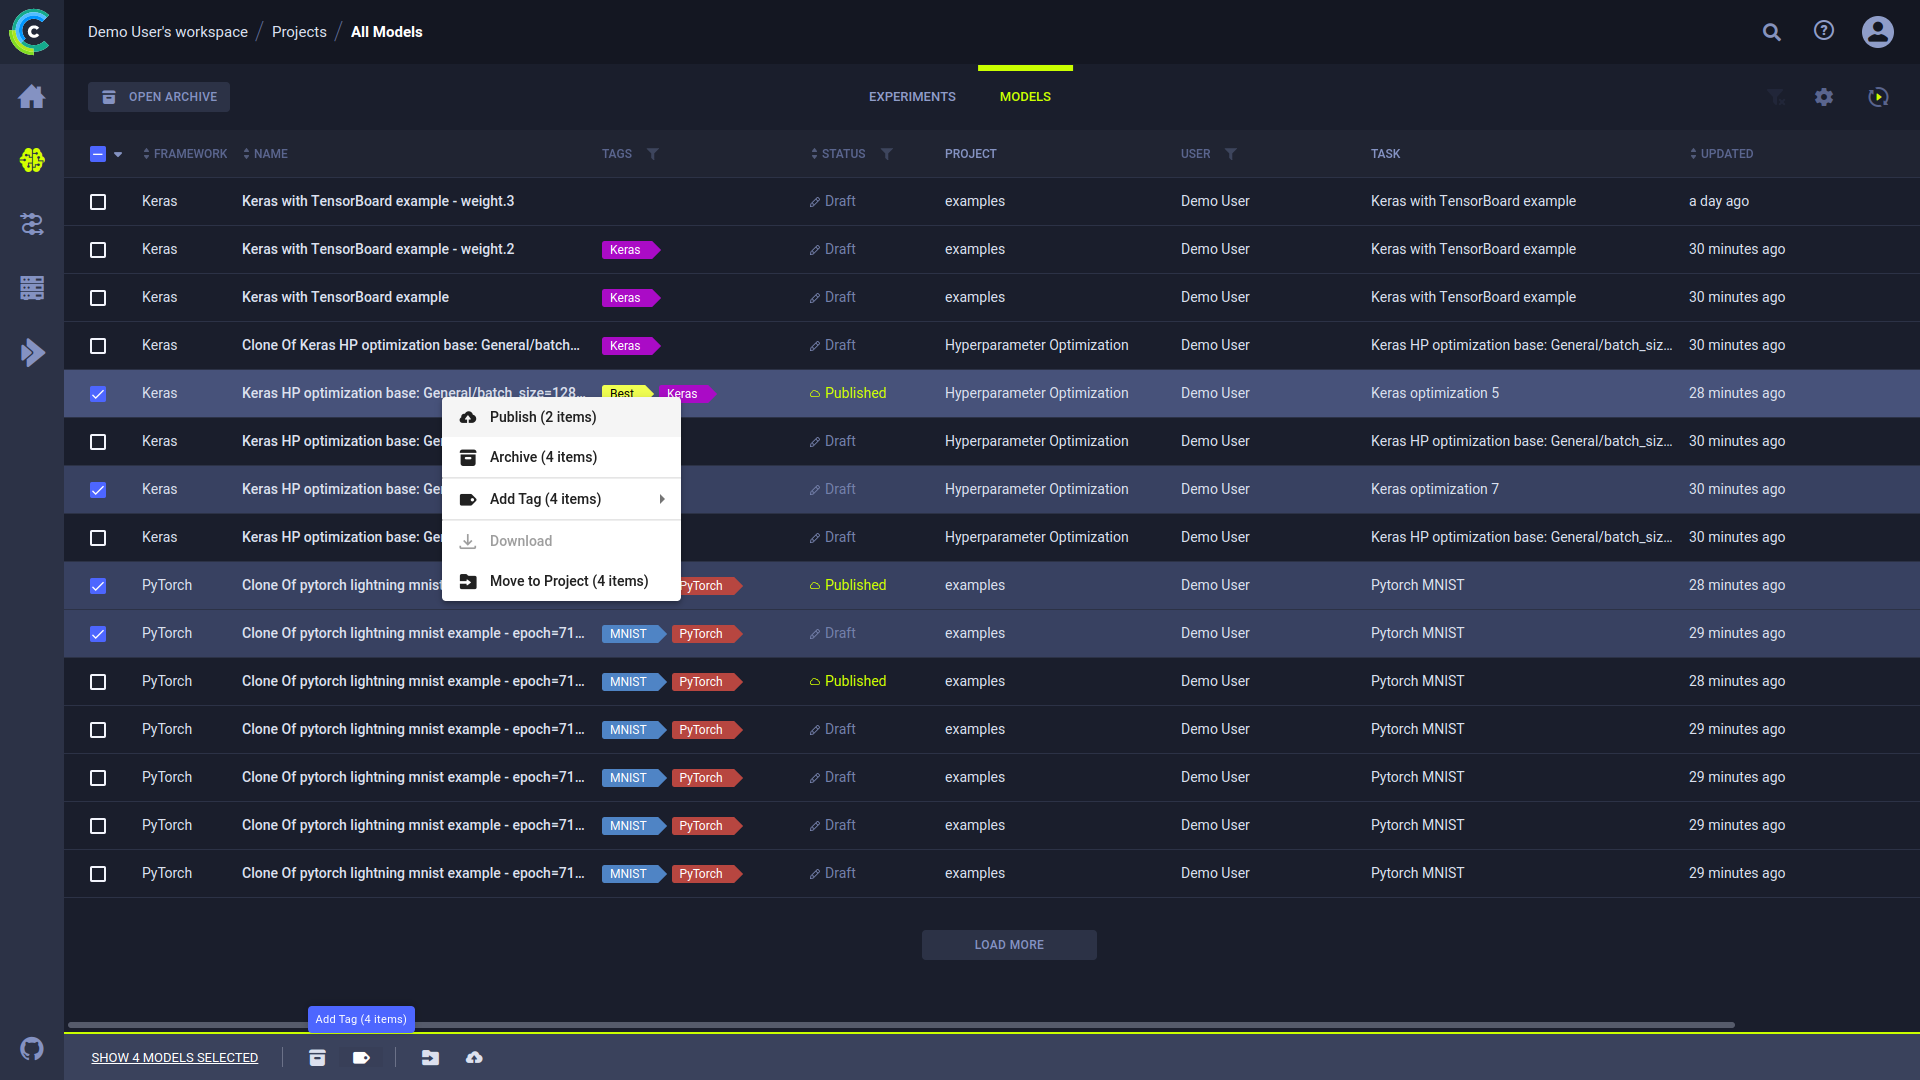 Demo User's workspace / Projects / All Models
OPEN ARCHIVE
EXPERIMENTS
MODELS
FRAMEWORK NAME TAGS STATUS PROJECT USER TASK UPDATED
Keras Keras with TensorBoard example - weight.3 Draft examples Demo User Keras with TensorBoard example a day ago
Keras Keras with TensorBoard example - weight.2 Keras Draft examples Demo User Keras with TensorBoard example 30 minutes ago
Keras Keras with TensorBoard example Keras Draft examples Demo User Keras with TensorBoard example 30 minutes ago
Keras Clone Of Keras HP optimization base: General/batch... Keras Draft Hyperparameter Optimization Demo User Keras HP optimization base: General/batch_siz... 30 minutes ago
Keras Keras HP optimization base: General/batch_size=128... Best Keras Published Hyperparameter Optimization Demo User Keras optimization 5 28 minutes ago
Keras Keras HP optimization base: Ge Draft Hyperparameter Optimization Demo User Keras HP optimization base: General/batch_siz... 30 minutes ago
Keras Keras HP optimization base: Ge Draft Hyperparameter Optimization Demo User Keras optimization 7 30 minutes ago
Keras Keras HP optimization base: Ge Draft Hyperparameter Optimization Demo User Keras HP optimization base: General/batch_siz... 30 minutes ago
PyTorch Clone Of pytorch lightning mnist PyTorch Published examples Demo User Pytorch MNIST 28 minutes ago
PyTorch Clone Of pytorch lightning mnist example - epoch=71... MNIST PyTorch Draft examples Demo User Pytorch MNIST 29 minutes ago
PyTorch Clone Of pytorch lightning mnist example - epoch=71... MNIST PyTorch Published examples Demo User Pytorch MNIST 28 minutes ago
PyTorch Clone Of pytorch lightning mnist example - epoch=71... MNIST PyTorch Draft examples Demo User Pytorch MNIST 29 minutes ago
PyTorch Clone Of pytorch lightning mnist example - epoch=71... MNIST PyTorch Draft examples Demo User Pytorch MNIST 29 minutes ago
PyTorch Clone Of pytorch lightning mnist example - epoch=71... MNIST PyTorch Draft examples Demo User Pytorch MNIST 29 minutes ago
PyTorch Clone Of pytorch lightning mnist example - epoch=71... MNIST PyTorch Draft examples Demo User Pytorch MNIST 29 minutes ago
Publish (2 items)
Archive (4 items)
Add Tag (4 items)
Download
Move to Project (4 items)
LOAD MORE
Add Tag (4 items)
SHOW 4 MODELS SELECTED